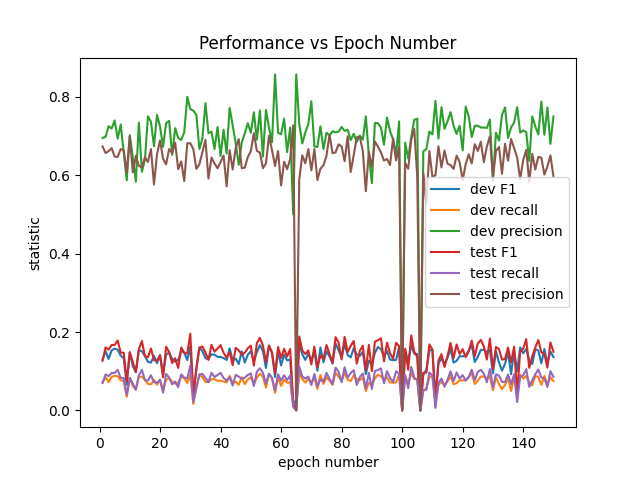 Performance vs Epoch Number
statistic
0.8
0.6
0.4
0.2
0.0
dev F1
dev recall
dev precision
test F1
test recall
test precision
0 20 40 60 80 100 120 140
epoch number